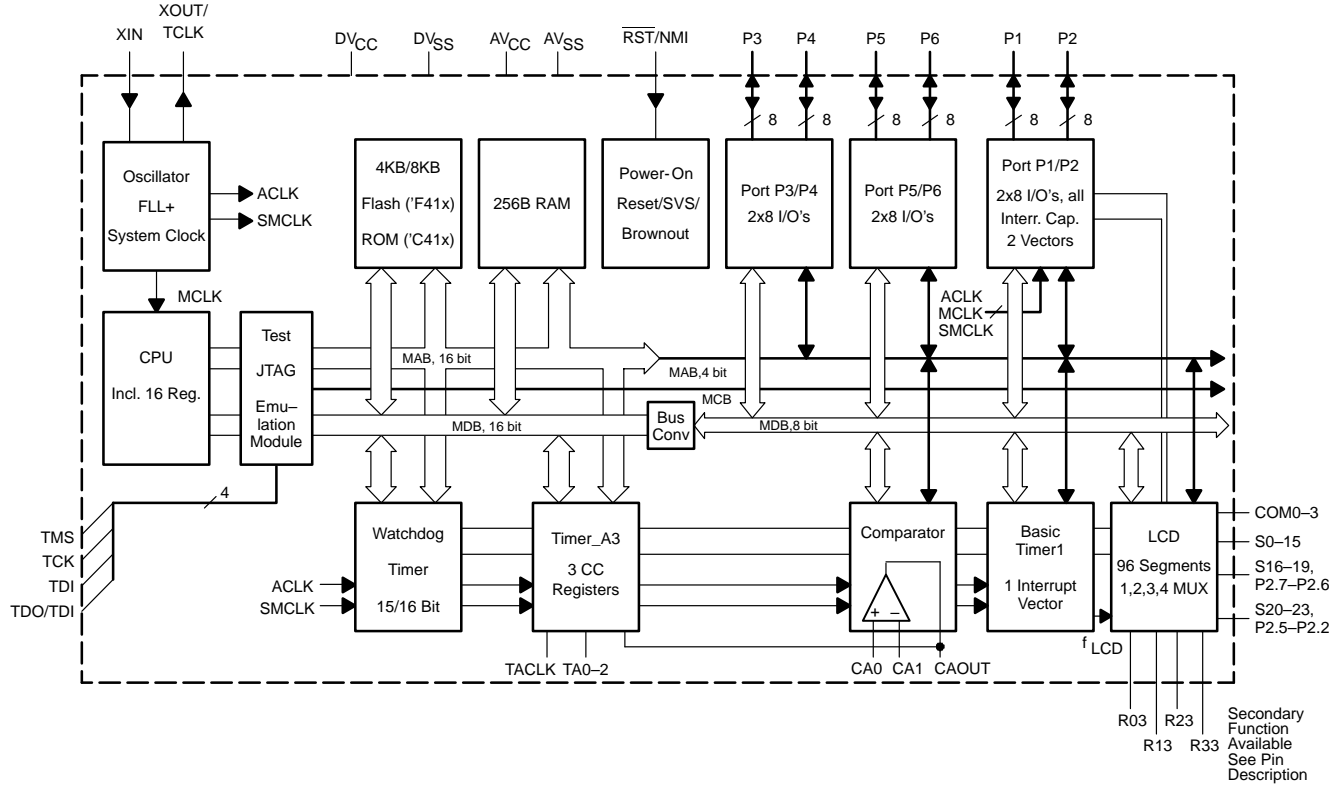 XIN
XOUT/
TCLK
DVCC
DVSS
AVCC
AVSS
RST/NMI
P3
P4
P5
P6
P1
P2
8
8
8
8
8
8
Oscillator
FLL+
System Clock
ACLK
SMCLK
4KB/8KB
Flash ('F41x)
ROM ('C41x)
256B RAM
Power-On
Reset/SVS/
Brownout
Port P3/P4
2x8 I/O's
Port P5/P6
2x8 I/O's
Port P1/P2
2x8 I/O's, all
Interr. Cap.
2 Vectors
MCLK
ACLK
MCLK
SMCLK
CPU
Incl. 16 Reg.
Test
JTAG
Emu–
lation
Module
MAB, 16 bit
MAB,4 bit
MCB
MDB, 16 bit
Bus
Conv
MDB,8 bit
4
TMS
TCK
TDI
TDO/TDI
ACLK
SMCLK
Watchdog
Timer
15/16 Bit
Timer_A3
3 CC
Registers
Comparator
+ −
Basic
Timer1
1 Interrupt
Vector
LCD
96 Segments
1,2,3,4 MUX
COM0–3
S0–15
S16–19,
P2.7–P2.6
S20–23,
P2.5–P2.2
fLCD
TACLK
TA0–2
CA0
CA1
CAOUT
R03
R13
R23
R33
Secondary
Function
Available
See Pin
Description